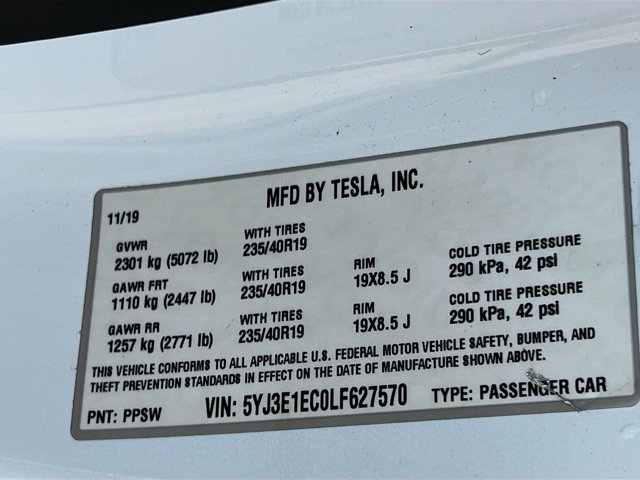 MFD BY TESLA, INC.
11/19
GVWR WITH TIRES
2301 kg (5072 lb) 235/40R19
GAWR FRT WITH TIRES RIM COLD TIRE PRESSURE
1110 kg (2447 lb) 235/40R19 19X8.5 J 290 kPa, 42 psi
GAWR RR WITH TIRES RIM COLD TIRE PRESSURE
1257 kg (2771 lb) 235/40R19 19X8.5 J 290 kPa, 42 psi
THIS VEHICLE CONFORMS TO ALL APPLICABLE U.S. FEDERAL MOTOR VEHICLE SAFETY, BUMPER, AND
THEFT PREVENTION STANDARDS IN EFFECT ON THE DATE OF MANUFACTURE SHOWN ABOVE.
PNT: PPSW VIN: 5YJ3E1EC0LF627570 TYPE: PASSENGER CAR